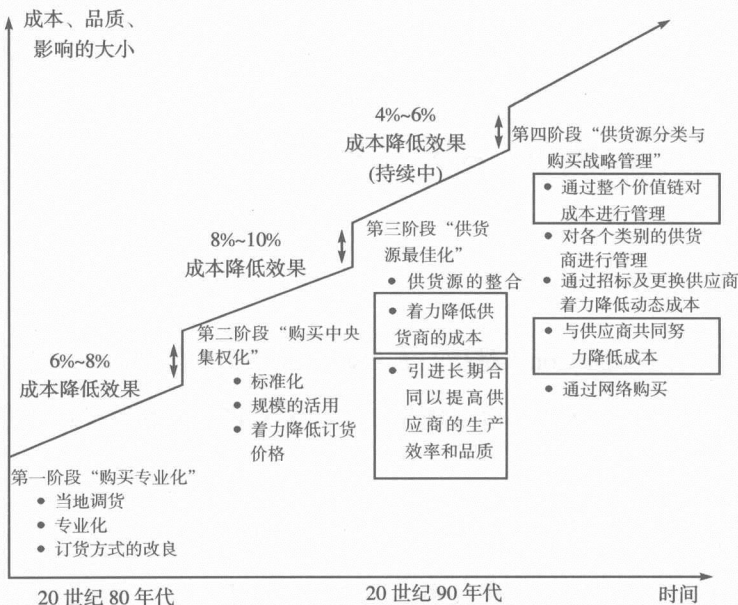 成本、品质、
影响的大小
4%~6%
成本降低效果
(持续中)
第四阶段“供货源分类与
购买战略管理”
• 通过整个价值链对
成本进行管理
• 对各个类别的供货
商进行管理
• 通过招标及更换供应商
着力降低动态成本
• 与供应商共同努
力降低成本
• 通过网络购买
8%~10%
成本降低效果
第三阶段“供货
源最佳化”
• 供货源的整合
• 着力降低供
货商的成本
• 引进长期合
同以提高供
应商的生产
效率和品质
6%~8%
成本降低效果
第二阶段“购买中央
集权化”
• 标准化
• 规模的活用
• 着力降低订货
价格
第一阶段“购买专业化”
• 当地调货
• 专业化
• 订货方式的改良
20 世纪 80 年代
20 世纪 90 年代
时间